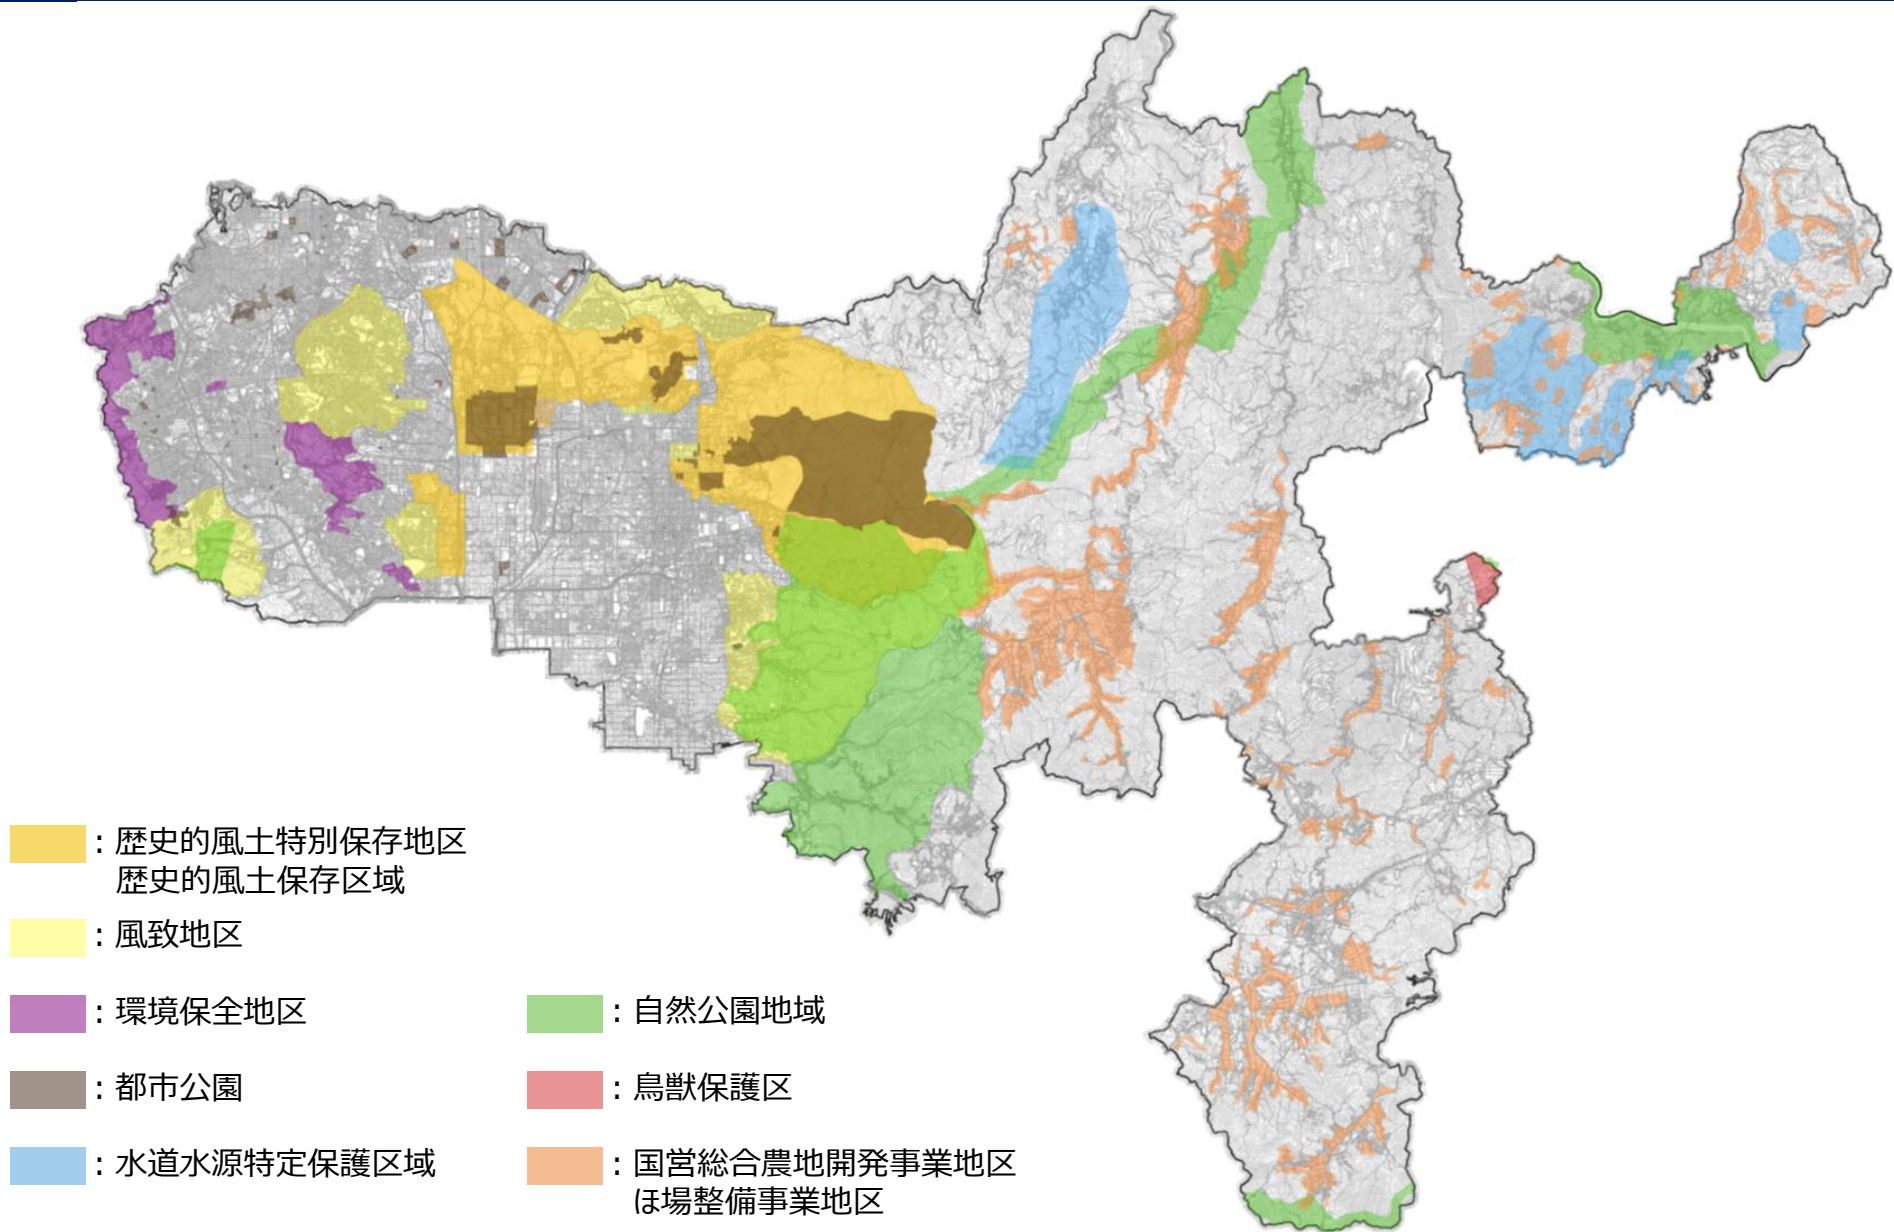 ：歴史的風土特別保存地区
歴史的風土保存区域
：風致地区
：環境保全地区
：都市公園
：水道水源特定保護区域
：自然公園地域
：鳥獣保護区
：国営総合農地開発事業地区
ほ場整備事業地区